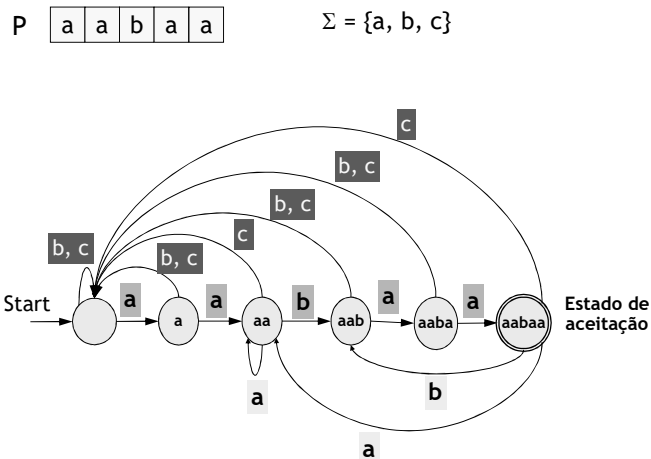 P a a b a a
Σ = {a, b, c}
c
b, c
b, c
c
b, c
b, c
Start
a
a
b
a
a
a
aa
aab
aaba
aabaa
Estado de
aceitação
a
b
a